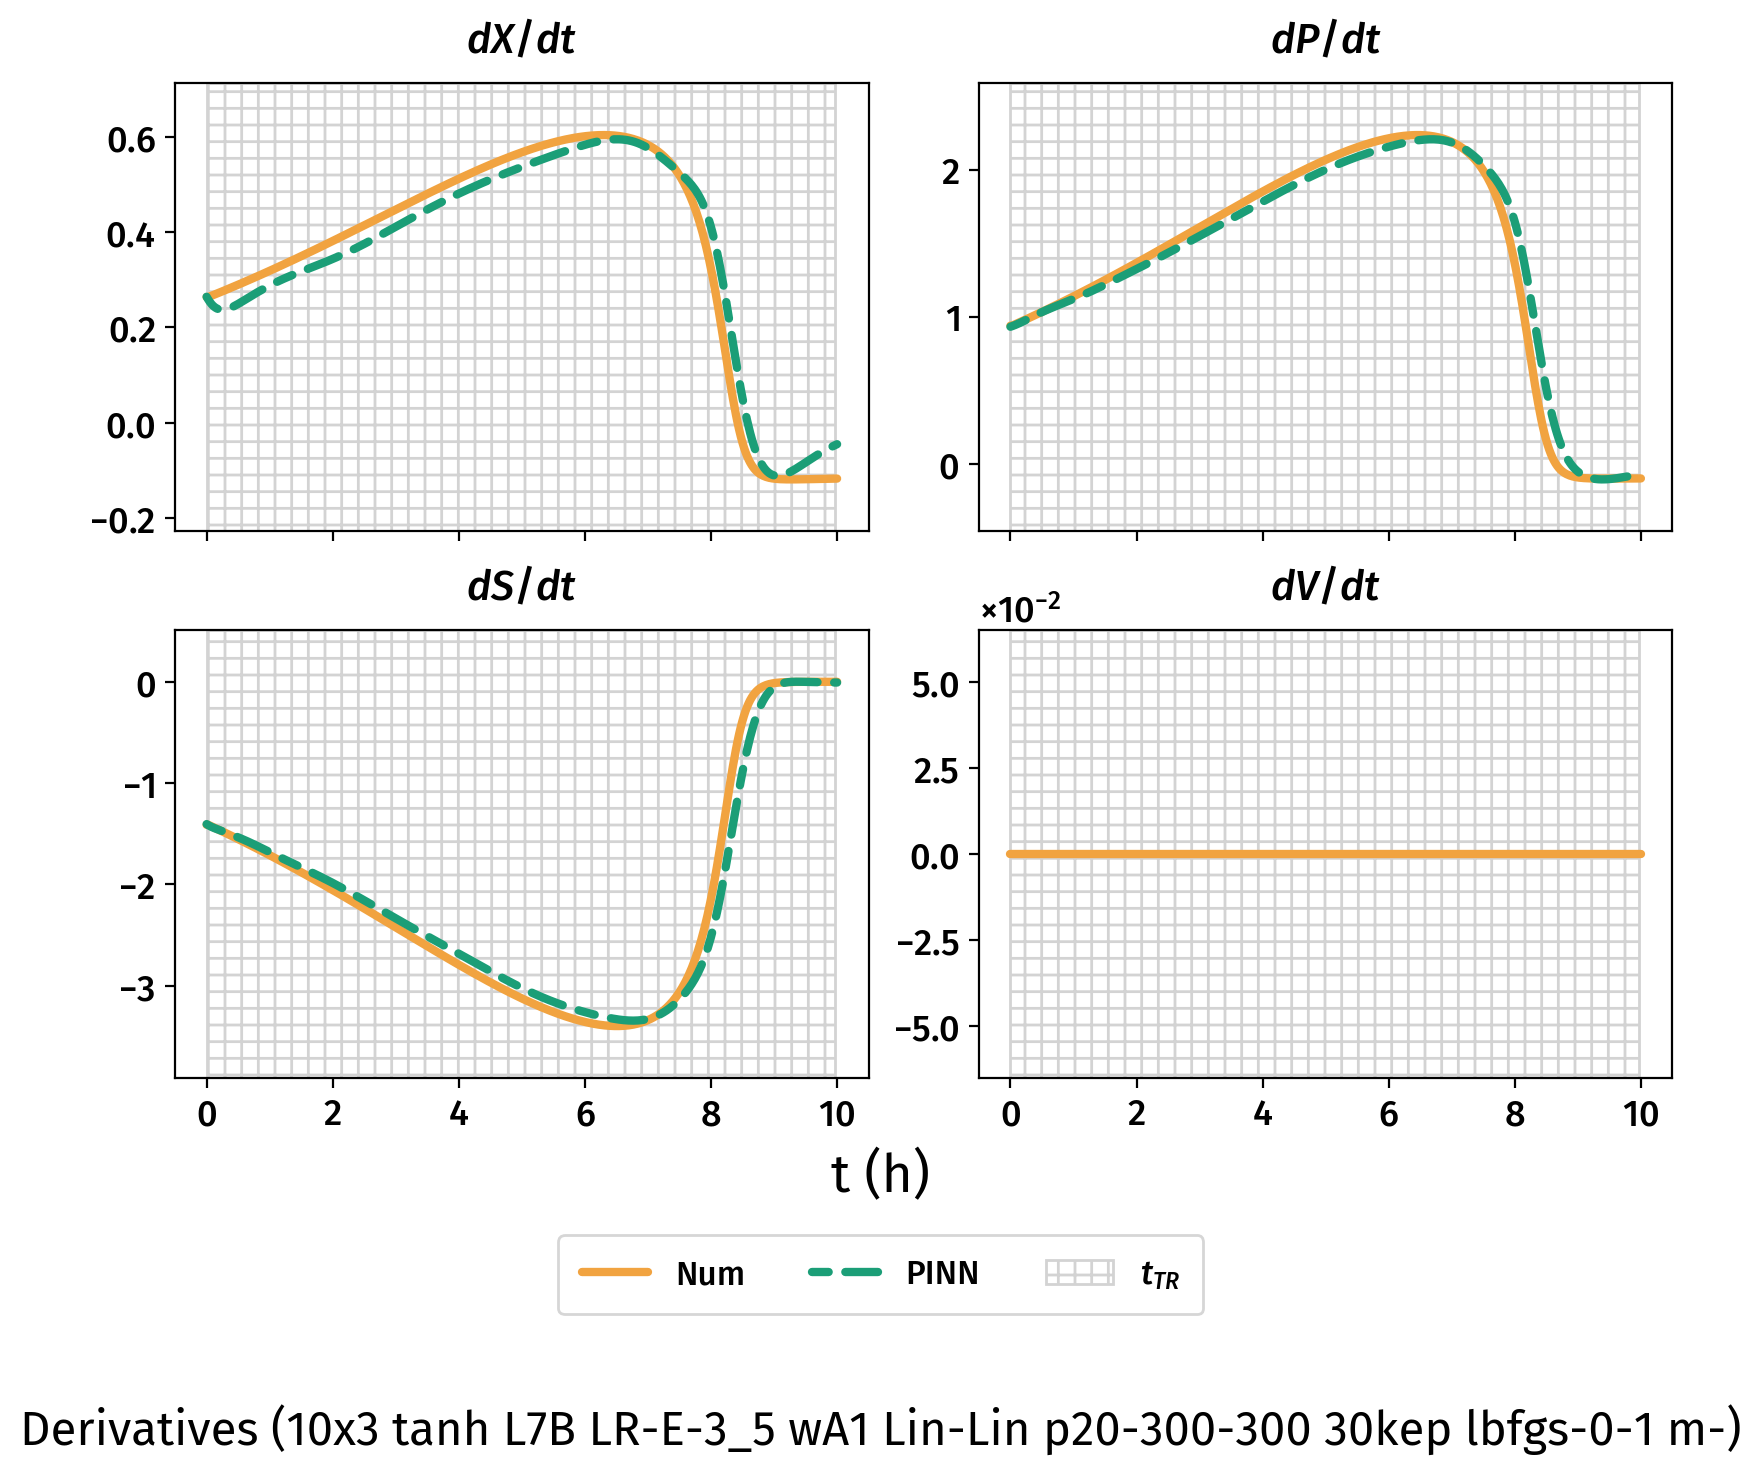 dX/dt
dP/dt
0.6
0.4
0.2
0.0
−0.2
2
1
0
dS/dt
dV/dt
×10⁻²
0
−1
−2
−3
5.0
2.5
0.0
−2.5
−5.0
0 2 4 6 8 10
0 2 4 6 8 10
t (h)
Num PINN t_TR
Derivatives (10x3 tanh L7B LR-E-3_5 wA1 Lin-Lin p20-300-300 30kep lbfgs-0-1 m-)